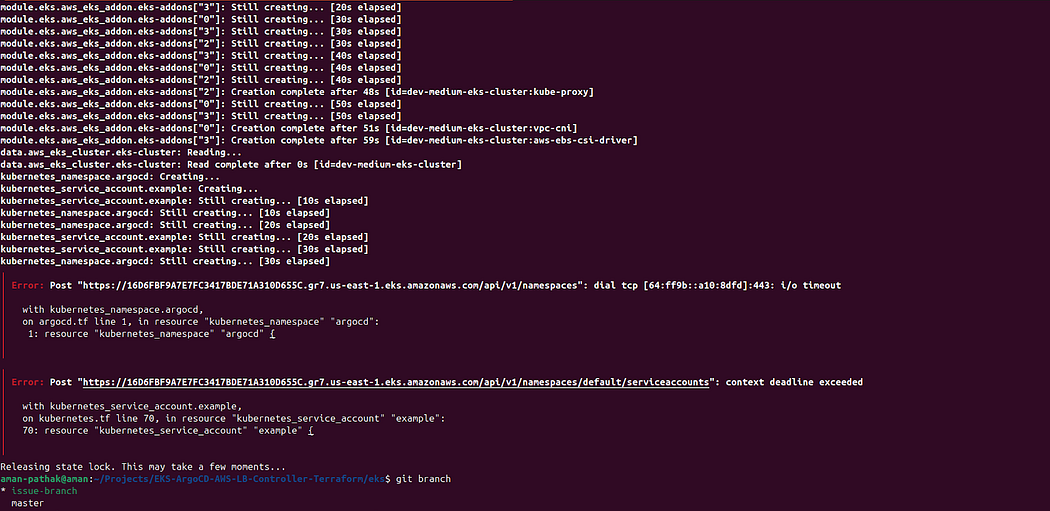 module.eks.aws_eks_addon.eks-addons["3"]: Still creating... [20s elapsed]
module.eks.aws_eks_addon.eks-addons["0"]: Still creating... [30s elapsed]
module.eks.aws_eks_addon.eks-addons["3"]: Still creating... [30s elapsed]
module.eks.aws_eks_addon.eks-addons["2"]: Still creating... [30s elapsed]
module.eks.aws_eks_addon.eks-addons["3"]: Still creating... [40s elapsed]
module.eks.aws_eks_addon.eks-addons["0"]: Still creating... [40s elapsed]
module.eks.aws_eks_addon.eks-addons["2"]: Still creating... [40s elapsed]
module.eks.aws_eks_addon.eks-addons["2"]: Creation complete after 48s [id=dev-medium-eks-cluster:kube-proxy]
module.eks.aws_eks_addon.eks-addons["0"]: Still creating... [50s elapsed]
module.eks.aws_eks_addon.eks-addons["3"]: Still creating... [50s elapsed]
module.eks.aws_eks_addon.eks-addons["0"]: Creation complete after 51s [id=dev-medium-eks-cluster:vpc-cni]
module.eks.aws_eks_addon.eks-addons["3"]: Creation complete after 59s [id=dev-medium-eks-cluster:aws-ebs-csi-driver]
data.aws_eks_cluster.eks-cluster: Reading...
data.aws_eks_cluster.eks-cluster: Read complete after 0s [id=dev-medium-eks-cluster]
kubernetes_namespace.argocd: Creating...
kubernetes_service_account.example: Creating...
kubernetes_service_account.example: Still creating... [10s elapsed]
kubernetes_namespace.argocd: Still creating... [10s elapsed]
kubernetes_namespace.argocd: Still creating... [20s elapsed]
kubernetes_service_account.example: Still creating... [20s elapsed]
kubernetes_service_account.example: Still creating... [30s elapsed]
kubernetes_namespace.argocd: Still creating... [30s elapsed]
Error: Post "https://16D6FBF9A7E7FC3417BDE71A310D655C.gr7.us-east-1.eks.amazonaws.com/api/v1/namespaces": dial tcp [64:ff9b::a10:8dfd]:443: i/o timeout
with kubernetes_namespace.argocd,
on argocd.tf line 1, in resource "kubernetes_namespace" "argocd":
1: resource "kubernetes_namespace" "argocd" {
Error: Post "https://16D6FBF9A7E7FC3417BDE71A310D655C.gr7.us-east-1.eks.amazonaws.com/api/v1/namespaces/default/serviceaccounts": context deadline exceeded
with kubernetes_service_account.example,
on kubernetes.tf line 70, in resource "kubernetes_service_account" "example":
70: resource "kubernetes_service_account" "example" {
Releasing state lock. This may take a few moments...
aman-pathak@aman:~/Projects/EKS-ArgoCD-AWS-LB-Controller-Terraform/eks$ git branch
* issue-branch
master